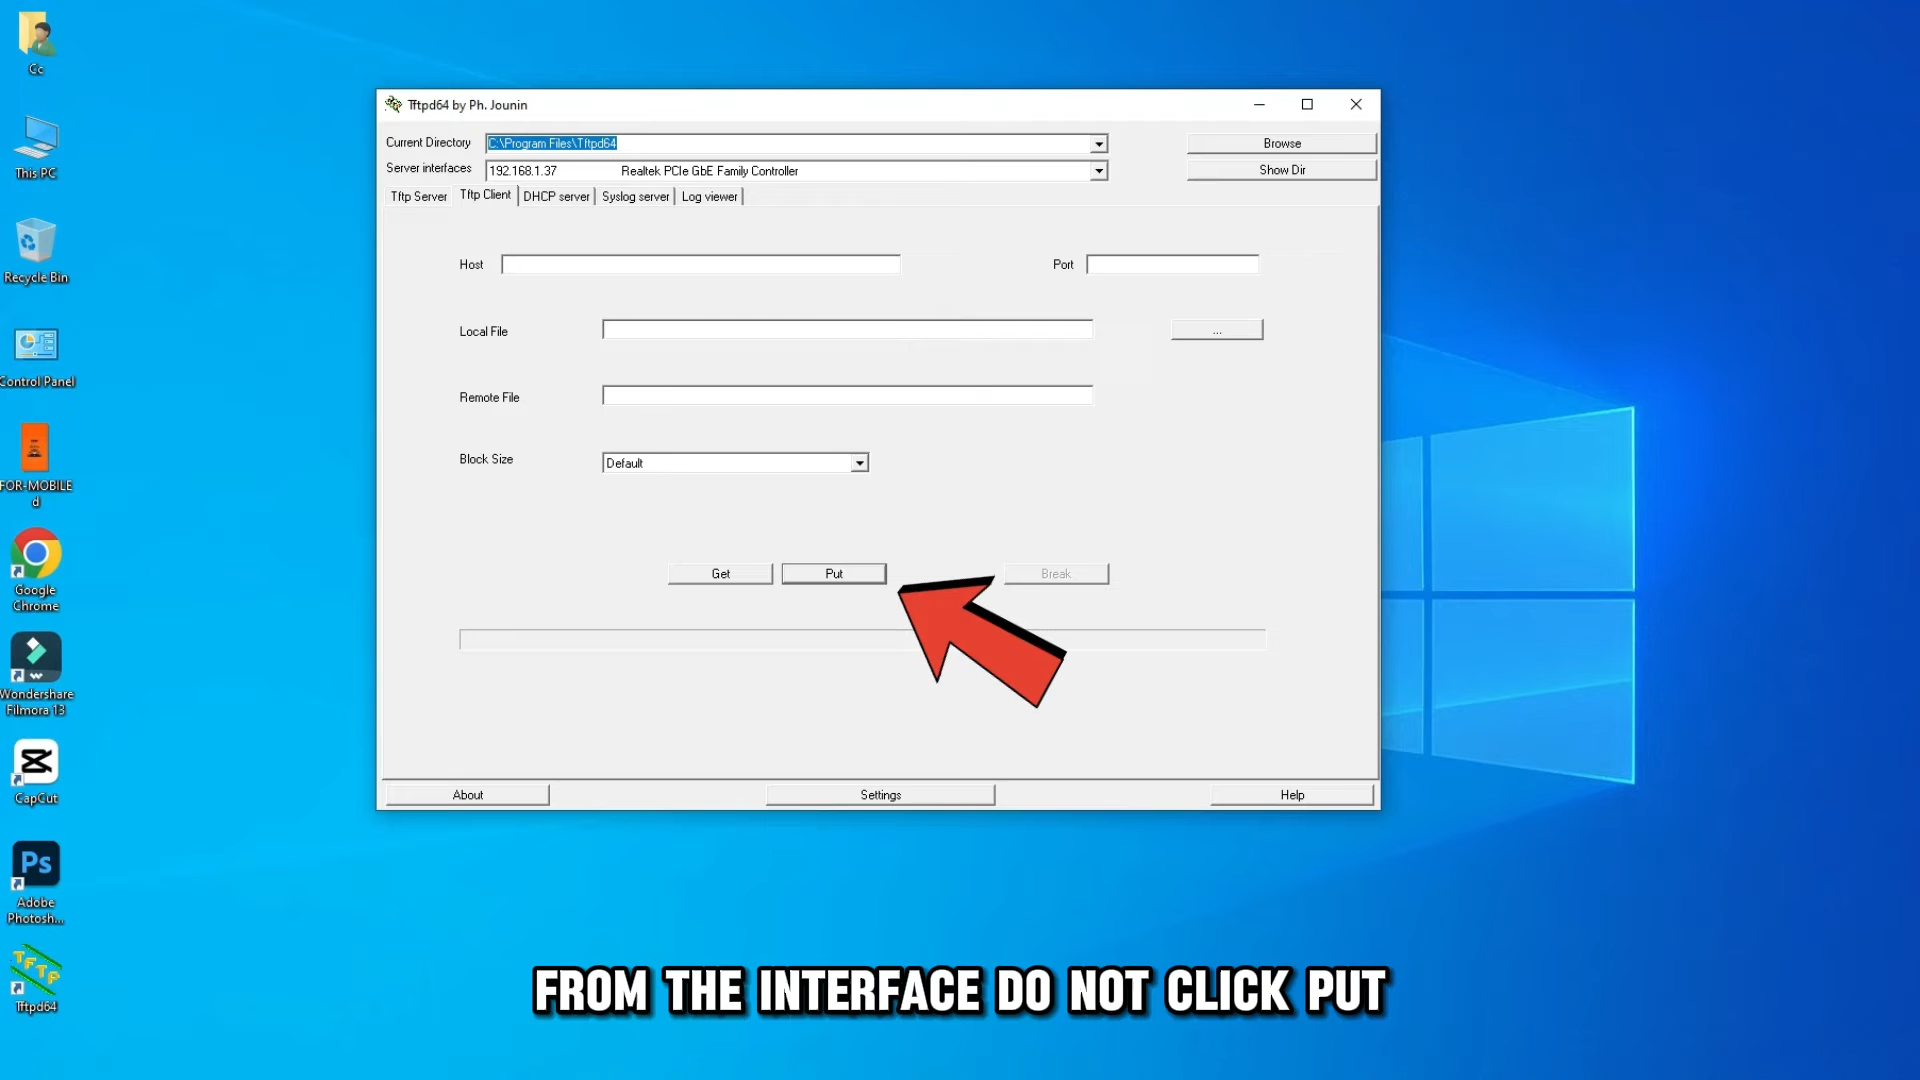 Cc
This PC
Recycle Bin
Control Panel
FOR-MOBILE
d
Google
Chrome
Wondershare
Filmora 13
CapCut
Ps
Adobe
Photosh...
TFTP
Tftpd64
Tftpd64 by Ph. Jounin
Current Directory C:\Program Files\Tftpd64 Browse
Server interfaces 192.168.1.37 Realtek PCIe GbE Family Controller Show Dir
Tftp Server Tftp Client DHCP server Syslog server Log viewer
Host Port
Local File ...
Remote File
Block Size Default
Get Put Break
About Settings Help
FROM THE INTERFACE DO NOT CLICK PUT